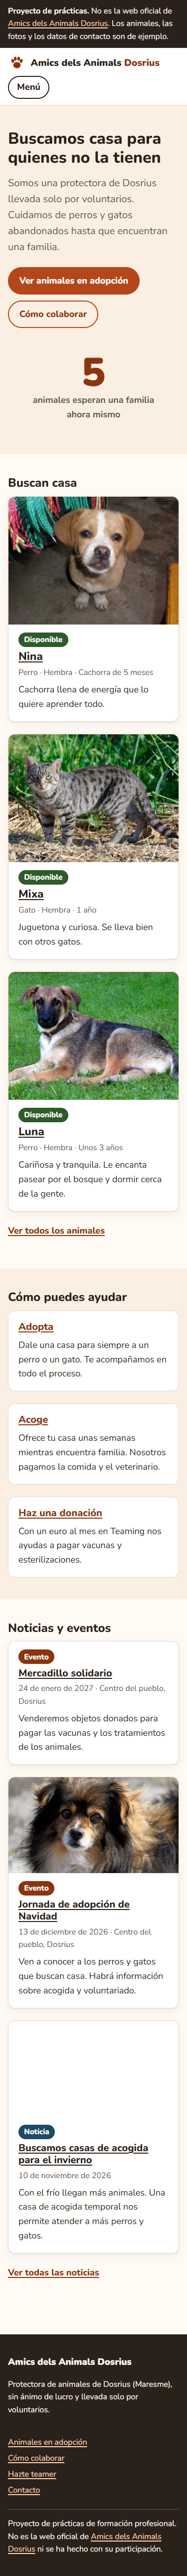 Proyecto de prácticas. No es la web oficial de
Amics dels Animals Dosrius. Los animales, las
fotos y los datos de contacto son de ejemplo.
Amics dels Animals Dosrius
Menú
Buscamos casa para
quienes no la tienen
Somos una protectora de Dosrius
llevada solo por voluntarios.
Cuidamos de perros y gatos
abandonados hasta que encuentran
una familia.
Ver animales en adopción
Cómo colaborar
5
animales esperan una familia
ahora mismo
Buscan casa
Disponible
Nina
Perro · Hembra · Cachorra de 5 meses
Cachorra llena de energía que lo
quiere aprender todo.
Disponible
Mixa
Gato · Hembra · 1 año
Juguetona y curiosa. Se lleva bien
con otros gatos.
Disponible
Luna
Perro · Hembra · Unos 3 años
Cariñosa y tranquila. Le encanta
pasear por el bosque y dormir cerca
de la gente.
Ver todos los animales
Cómo puedes ayudar
Adopta
Dale una casa para siempre a un
perro o un gato. Te acompañamos en
todo el proceso.
Acoge
Ofrece tu casa unas semanas
mientras encuentra familia. Nosotros
pagamos la comida y el veterinario.
Haz una donación
Con un euro al mes en Teaming nos
ayudas a pagar vacunas y
esterilizaciones.
Noticias y eventos
Evento
Mercadillo solidario
24 de enero de 2027 · Centro del pueblo,
Dosrius
Venderemos objetos donados para
pagar las vacunas y los tratamientos
de los animales.
Evento
Jornada de adopción de
Navidad
13 de diciembre de 2026 · Centro del
pueblo, Dosrius
Ven a conocer a los perros y gatos
que buscan casa. Habrá información
sobre acogida y voluntariado.
Noticia
Buscamos casas de acogida
para el invierno
10 de noviembre de 2026
Con el frío llegan más animales. Una
casa de acogida temporal nos
permite atender a más perros y
gatos.
Ver todas las noticias
Amics dels Animals Dosrius
Protectora de animales de Dosrius (Maresme),
sin ánimo de lucro y llevada solo por
voluntarios.
Animales en adopción
Cómo colaborar
Hazte teamer
Contacto
Proyecto de prácticas de formación profesional.
No es la web oficial de Amics dels Animals
Dosrius ni se ha hecho con su participación.